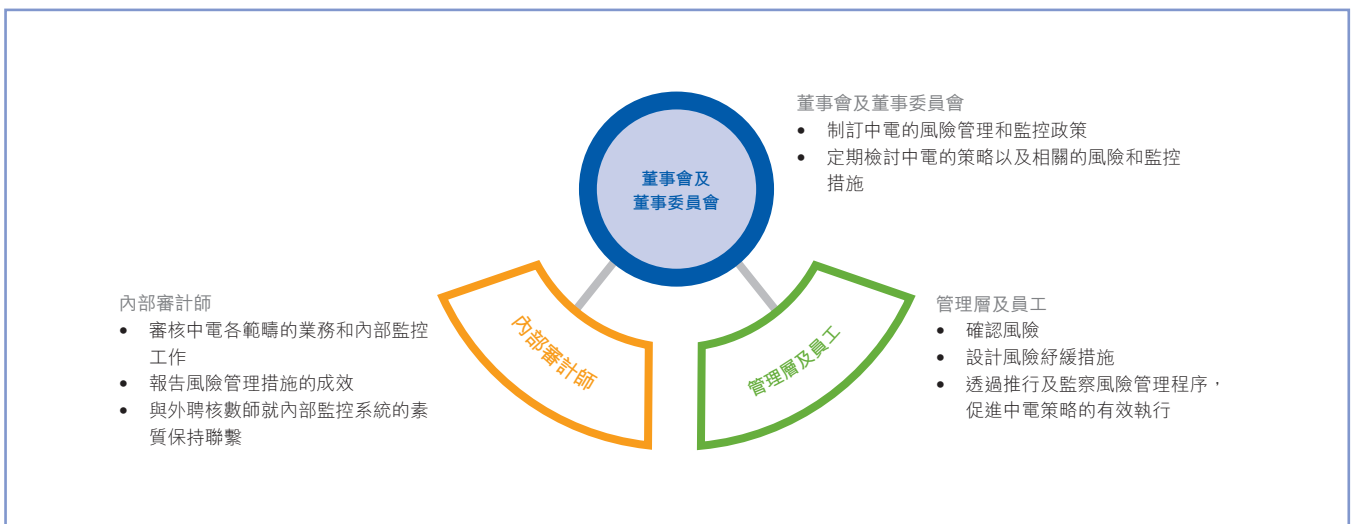 董事會及董事委員會
• 制訂中電的風險管理和監控政策
• 定期檢討中電的策略以及相關的風險和監控
措施
董事會及
董事委員會
內部審計師
• 審核中電各範疇的業務和內部監控
工作
• 報告風險管理措施的成效
• 與外聘核數師就內部監控系統的素
質保持聯繫
內部審計師
管理層及員工
管理層及員工
• 確認風險
• 設計風險紓緩措施
• 透過推行及監察風險管理程序，
促進中電策略的有效執行